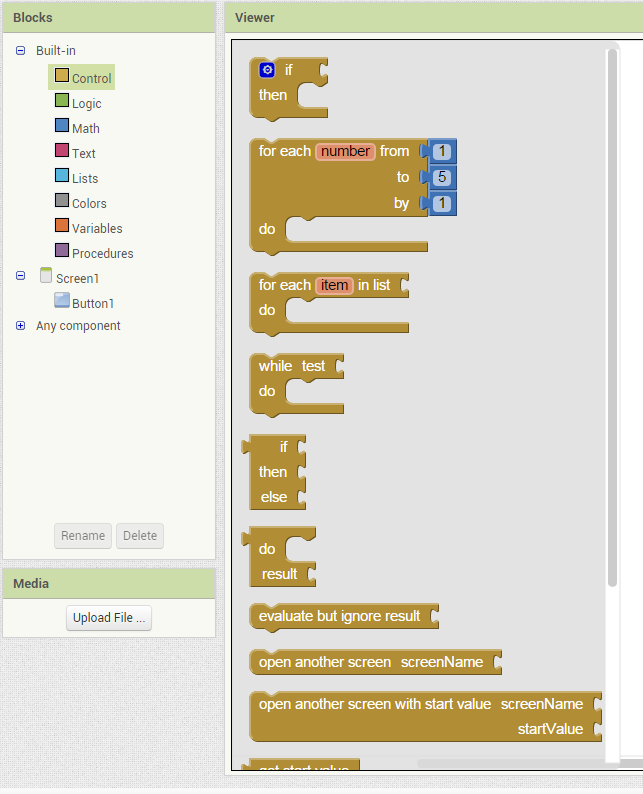 Blocks
Built-in
Control
Logic
Math
Text
Lists
Colors
Variables
Procedures
Screen1
Button1
Any component
Rename Delete
Media
Upload File ...
Viewer
if
then
for each number from 1
to 5
by 1
do
for each item in list
do
while test
do
if
then
else
do
result
evaluate but ignore result
open another screen screenName
open another screen with start value screenName
startValue
get start value